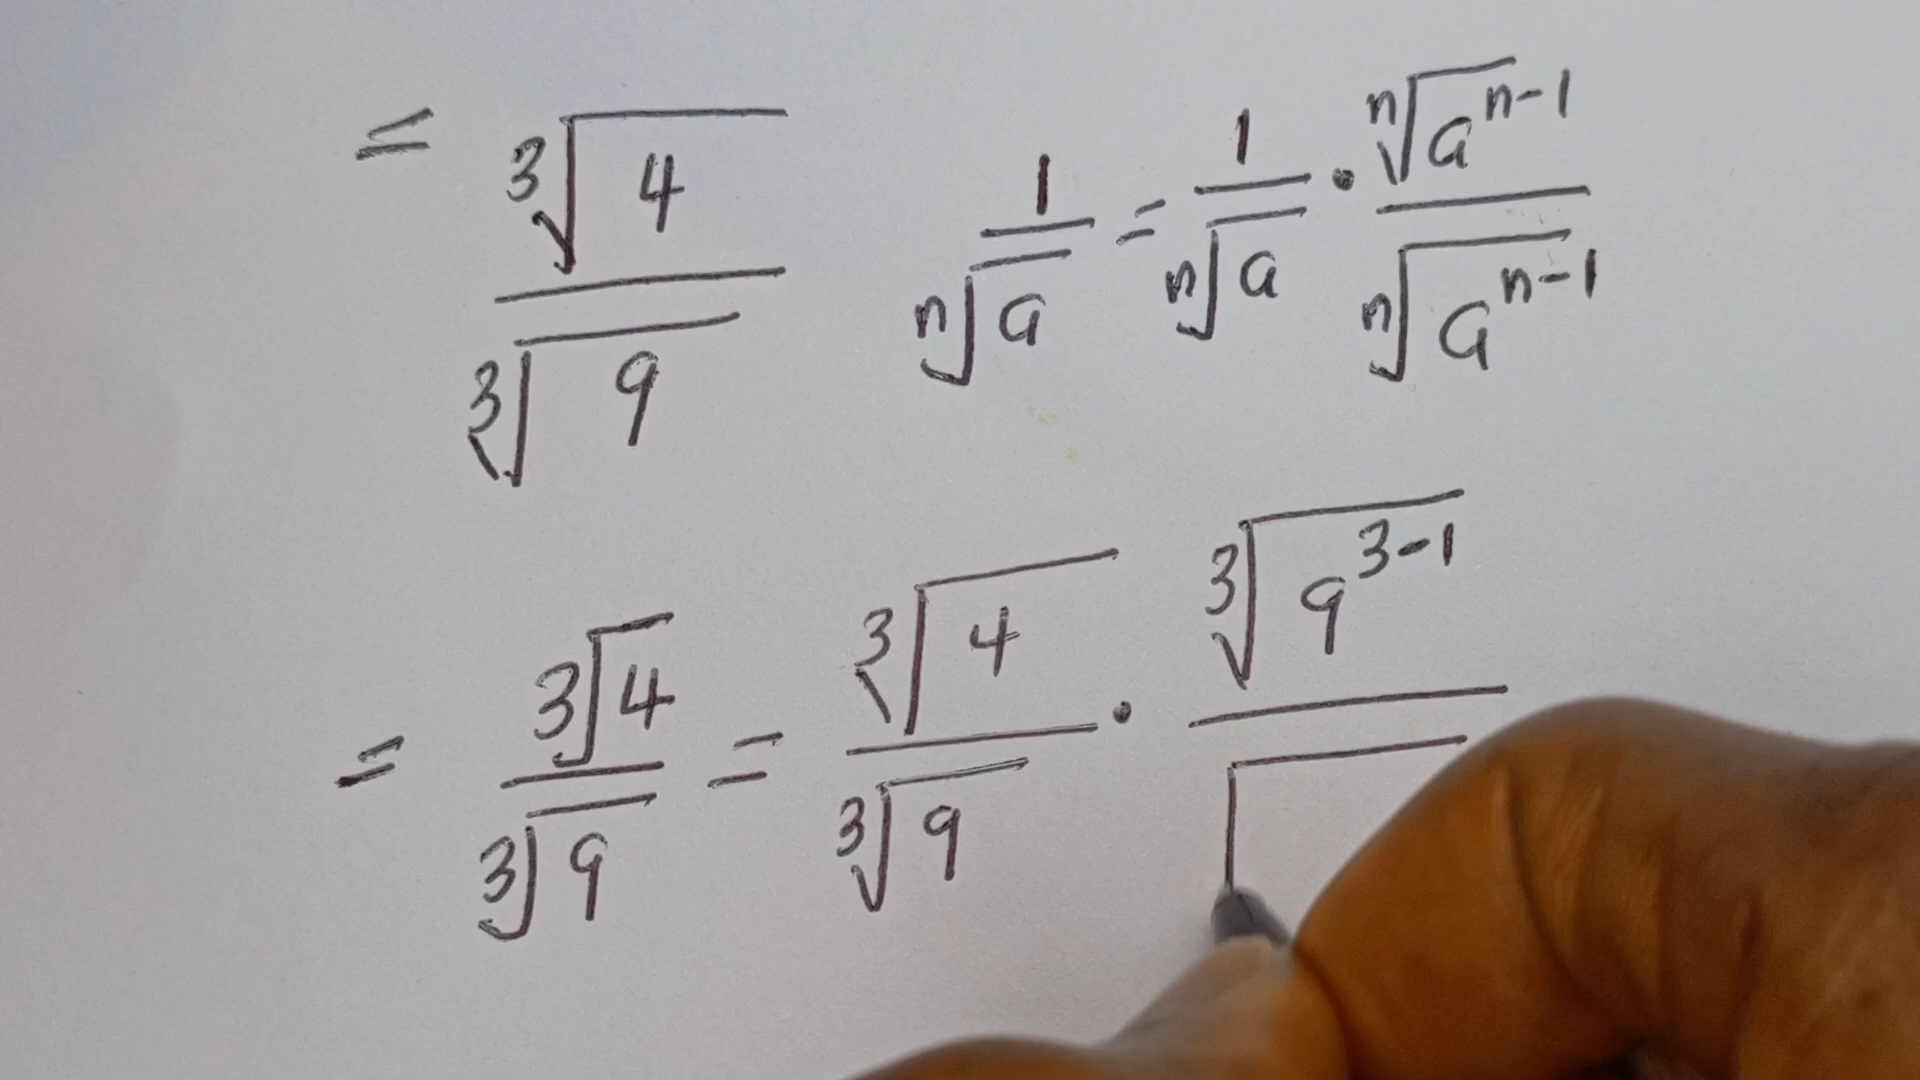 = ∛4 / ∛9
1/ⁿ√a = 1/ⁿ√a · ⁿ√aⁿ⁻¹ / ⁿ√aⁿ⁻¹
= ∛4 / ∛9 = ∛4 / ∛9 · ∛9³⁻¹ / √